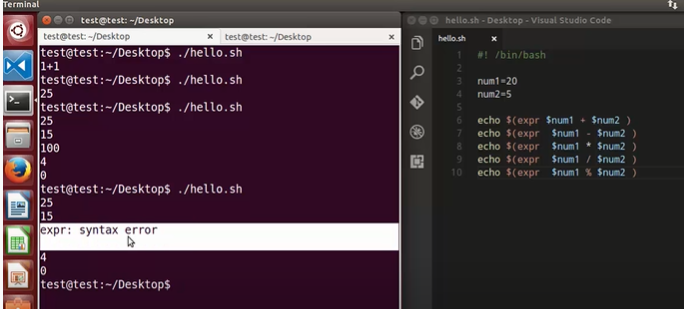 Terminal
test@test: ~/Desktop
test@test: ~/Desktop
test@test: ~/Desktop
test@test:~/Desktop$ ./hello.sh
1+1
test@test:~/Desktop$ ./hello.sh
25
test@test:~/Desktop$ ./hello.sh
25
15
100
4
0
test@test:~/Desktop$ ./hello.sh
25
15
expr: syntax error
4
0
test@test:~/Desktop$
hello.sh - Desktop - Visual Studio Code
hello.sh
1 #! /bin/bash
2
3 num1=20
4 num2=5
5
6 echo $(expr $num1 + $num2 )
7 echo $(expr  $num1 - $num2 )
8 echo $(expr  $num1 * $num2 )
9 echo $(expr  $num1 / $num2 )
10 echo $(expr  $num1 % $num2 )